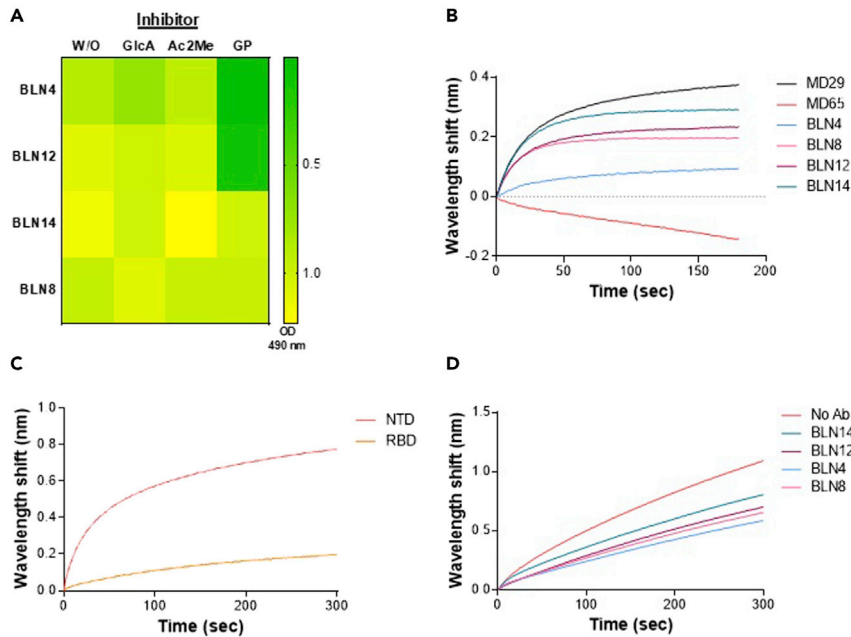 A
Inhibitor
W/O GlcA Ac2Me GP
BLN4
BLN12
BLN14
BLN8
0.5
1.0
OD
490 nm
B
Wavelength shift (nm)
0.4
0.2
0.0
-0.2
0 50 100 150 200
Time (sec)
MD29
MD65
BLN4
BLN8
BLN12
BLN14
C
Wavelength shift (nm)
1.0
0.8
0.6
0.4
0.2
0.0
0 100 200 300
Time (sec)
NTD
RBD
D
Wavelength shift (nm)
1.5
1.0
0.5
0.0
0 100 200 300
Time (sec)
No Ab
BLN14
BLN12
BLN4
BLN8